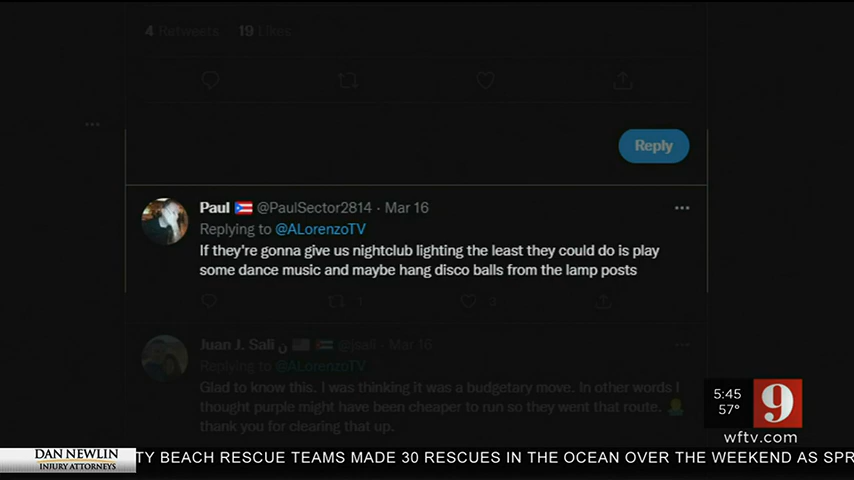 4 Retweets 19 Likes
Reply
Paul @PaulSector2814 · Mar 16
Replying to @ALorenzoTV
If they're gonna give us nightclub lighting the least they could do is play
some dance music and maybe hang disco balls from the lamp posts
1 3
Juan J. Sali @jsali · Mar 16
Replying to @ALorenzoTV
Glad to know this. I was thinking it was a budgetary move. In other words I
thought purple might have been cheaper to run so they went that route.
thank you for clearing that up.
5:45
57°
9
wftv.com
DAN NEWLIN
INJURY ATTORNEYS
TY BEACH RESCUE TEAMS MADE 30 RESCUES IN THE OCEAN OVER THE WEEKEND AS SPR